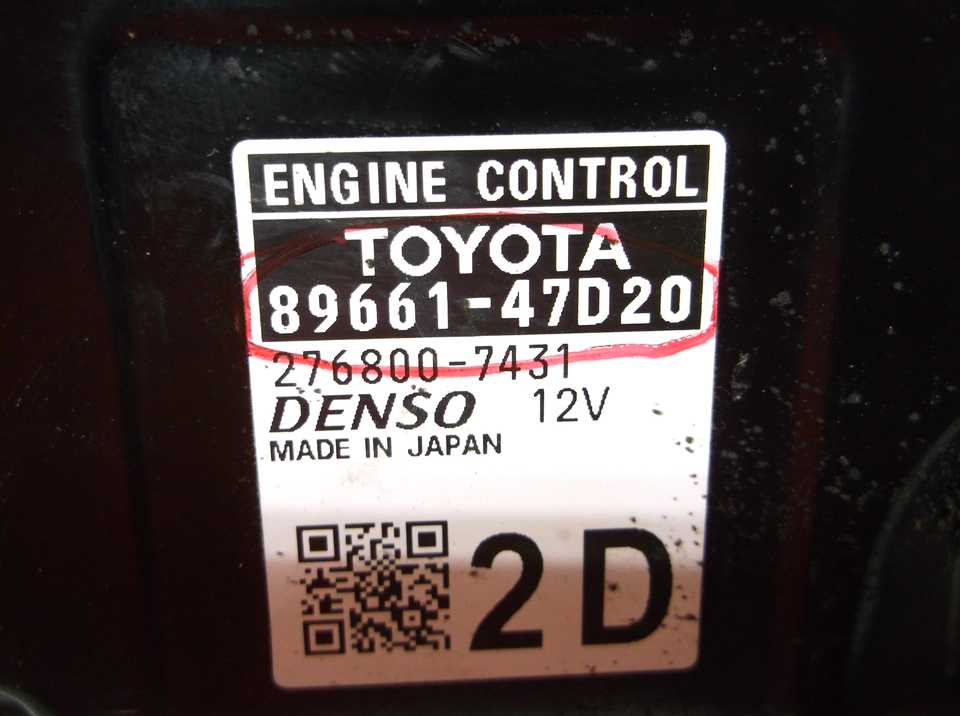 ENGINE CONTROL
TOYOTA
89661-47D20
276800-7431
DENSO 12V
MADE IN JAPAN
2D